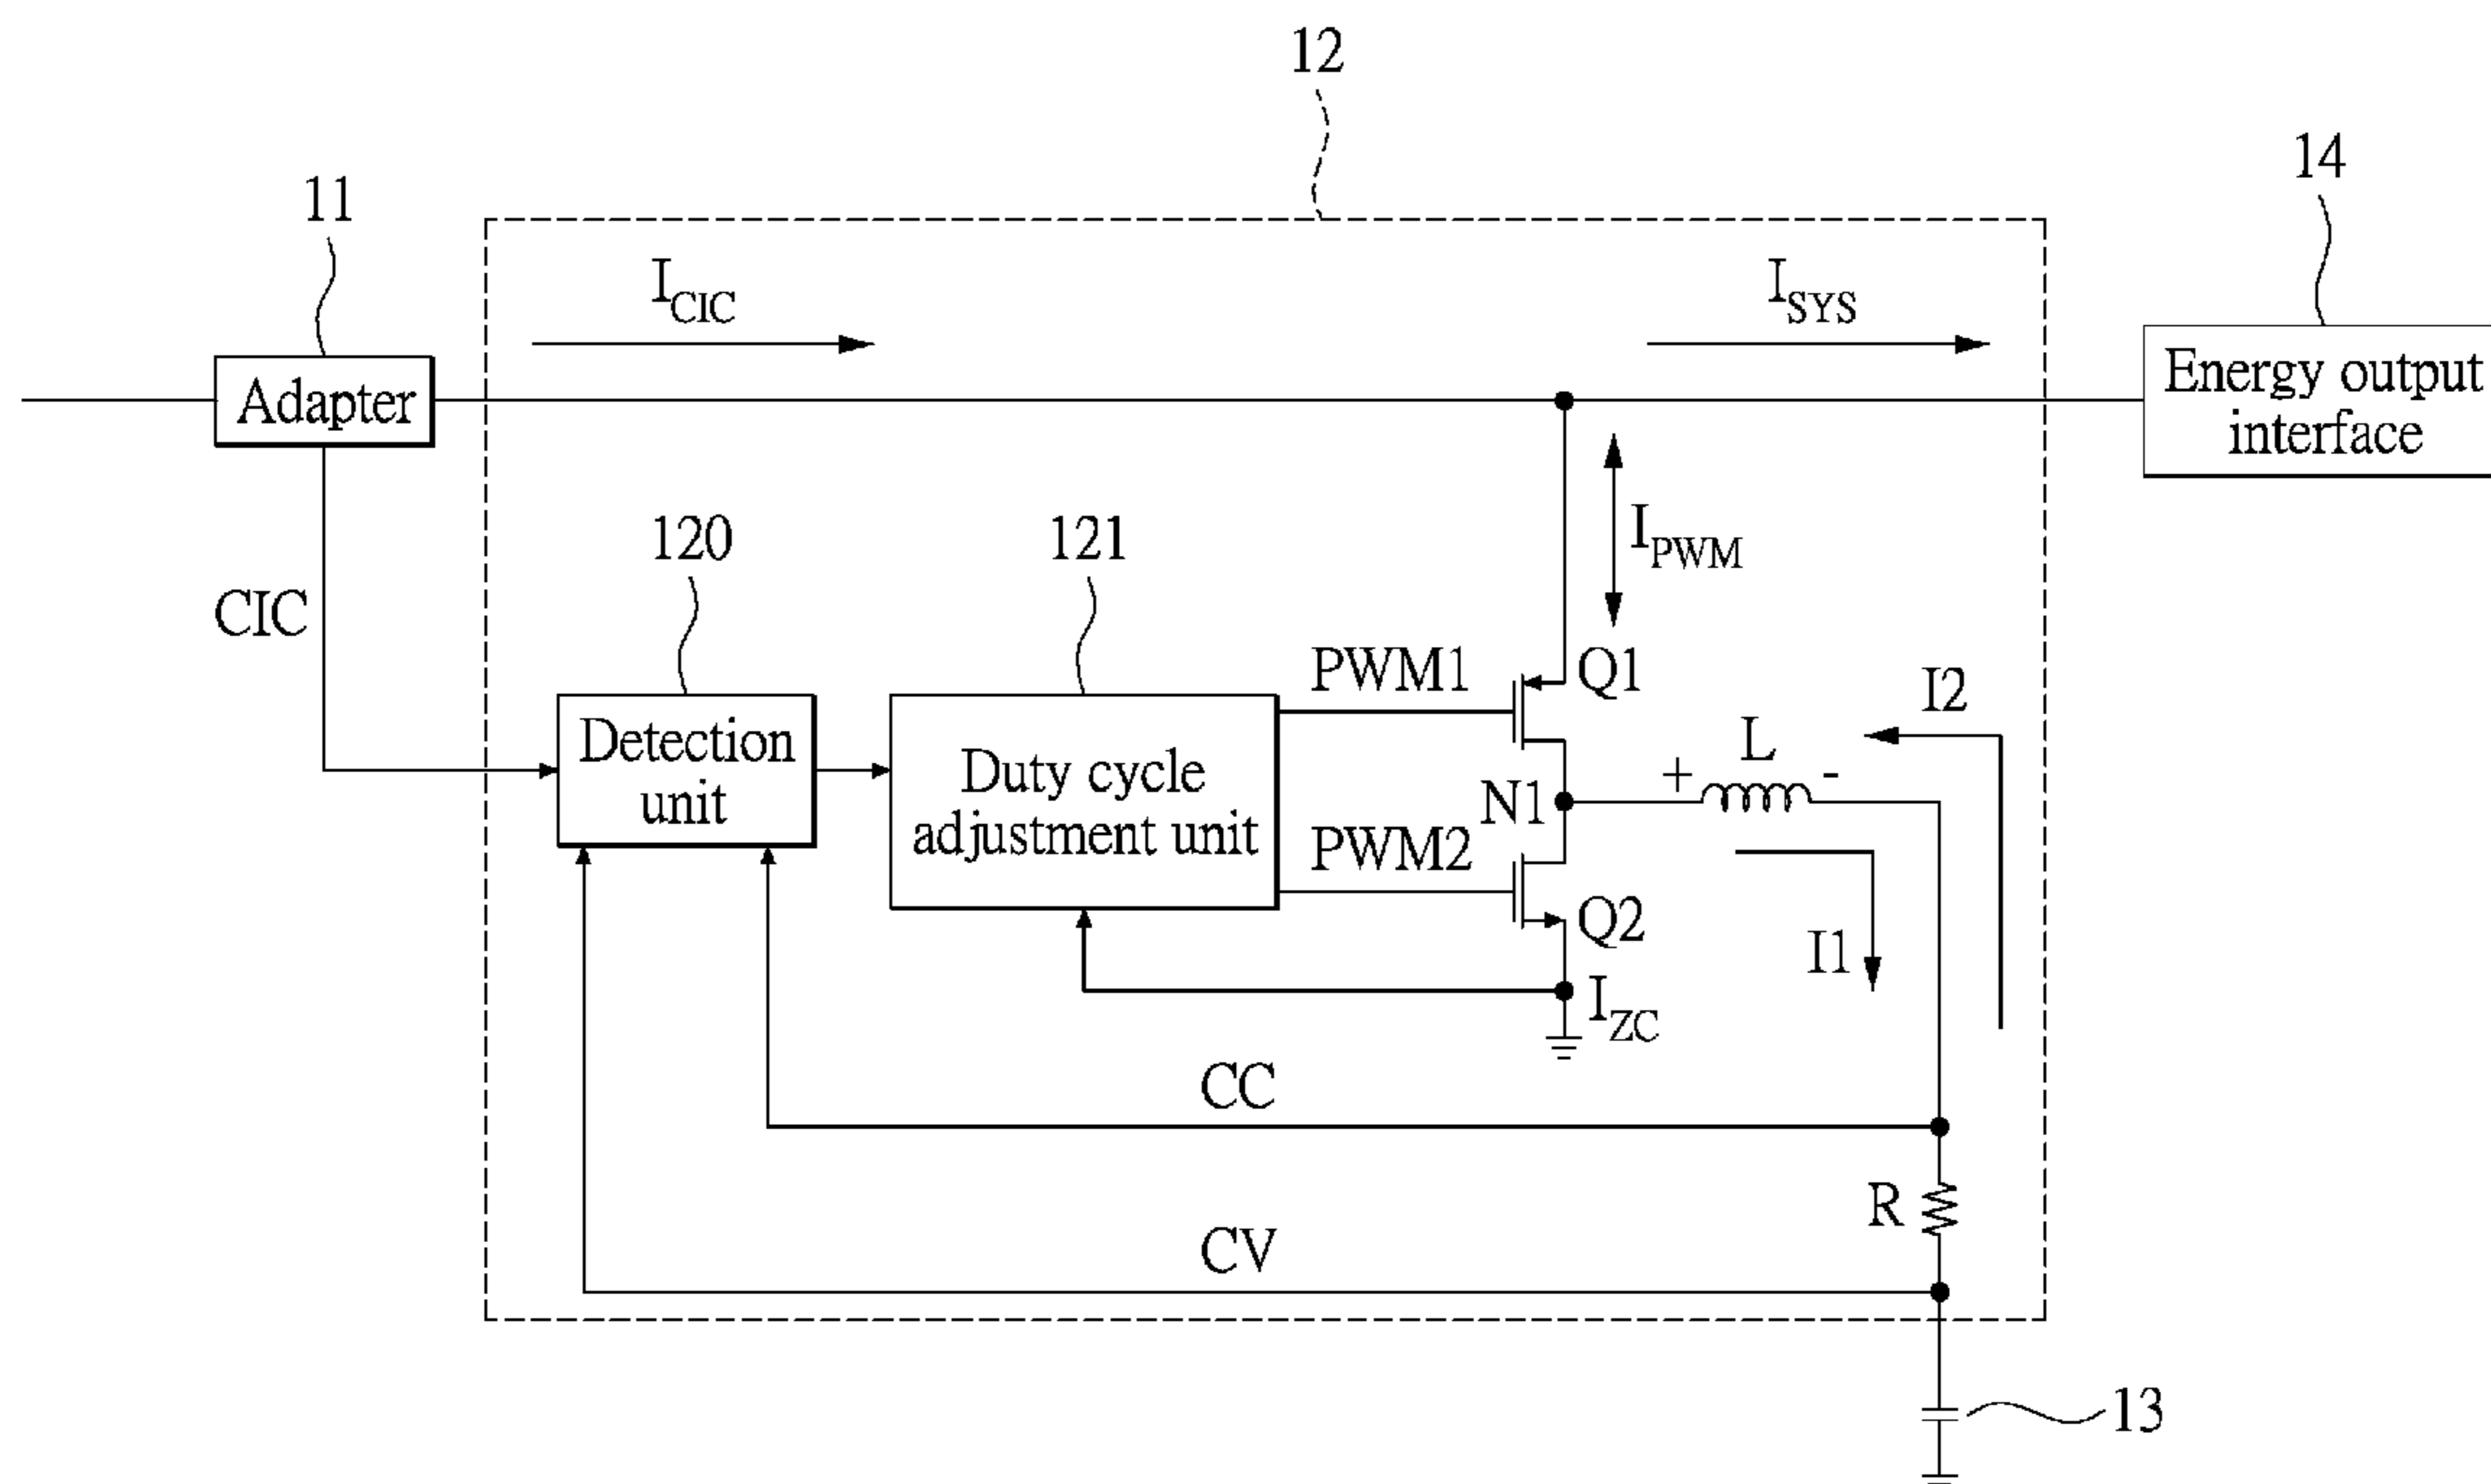 12
14
11
I_CIC
I_SYS
Adapter
Energy output
interface
120
121
I_PWM
CIC
PWM1
Q1
I2
Detection
unit
Duty cycle
adjustment unit
L
+
-
N1
PWM2
Q2
I1
I_ZC
CC
R
CV
13